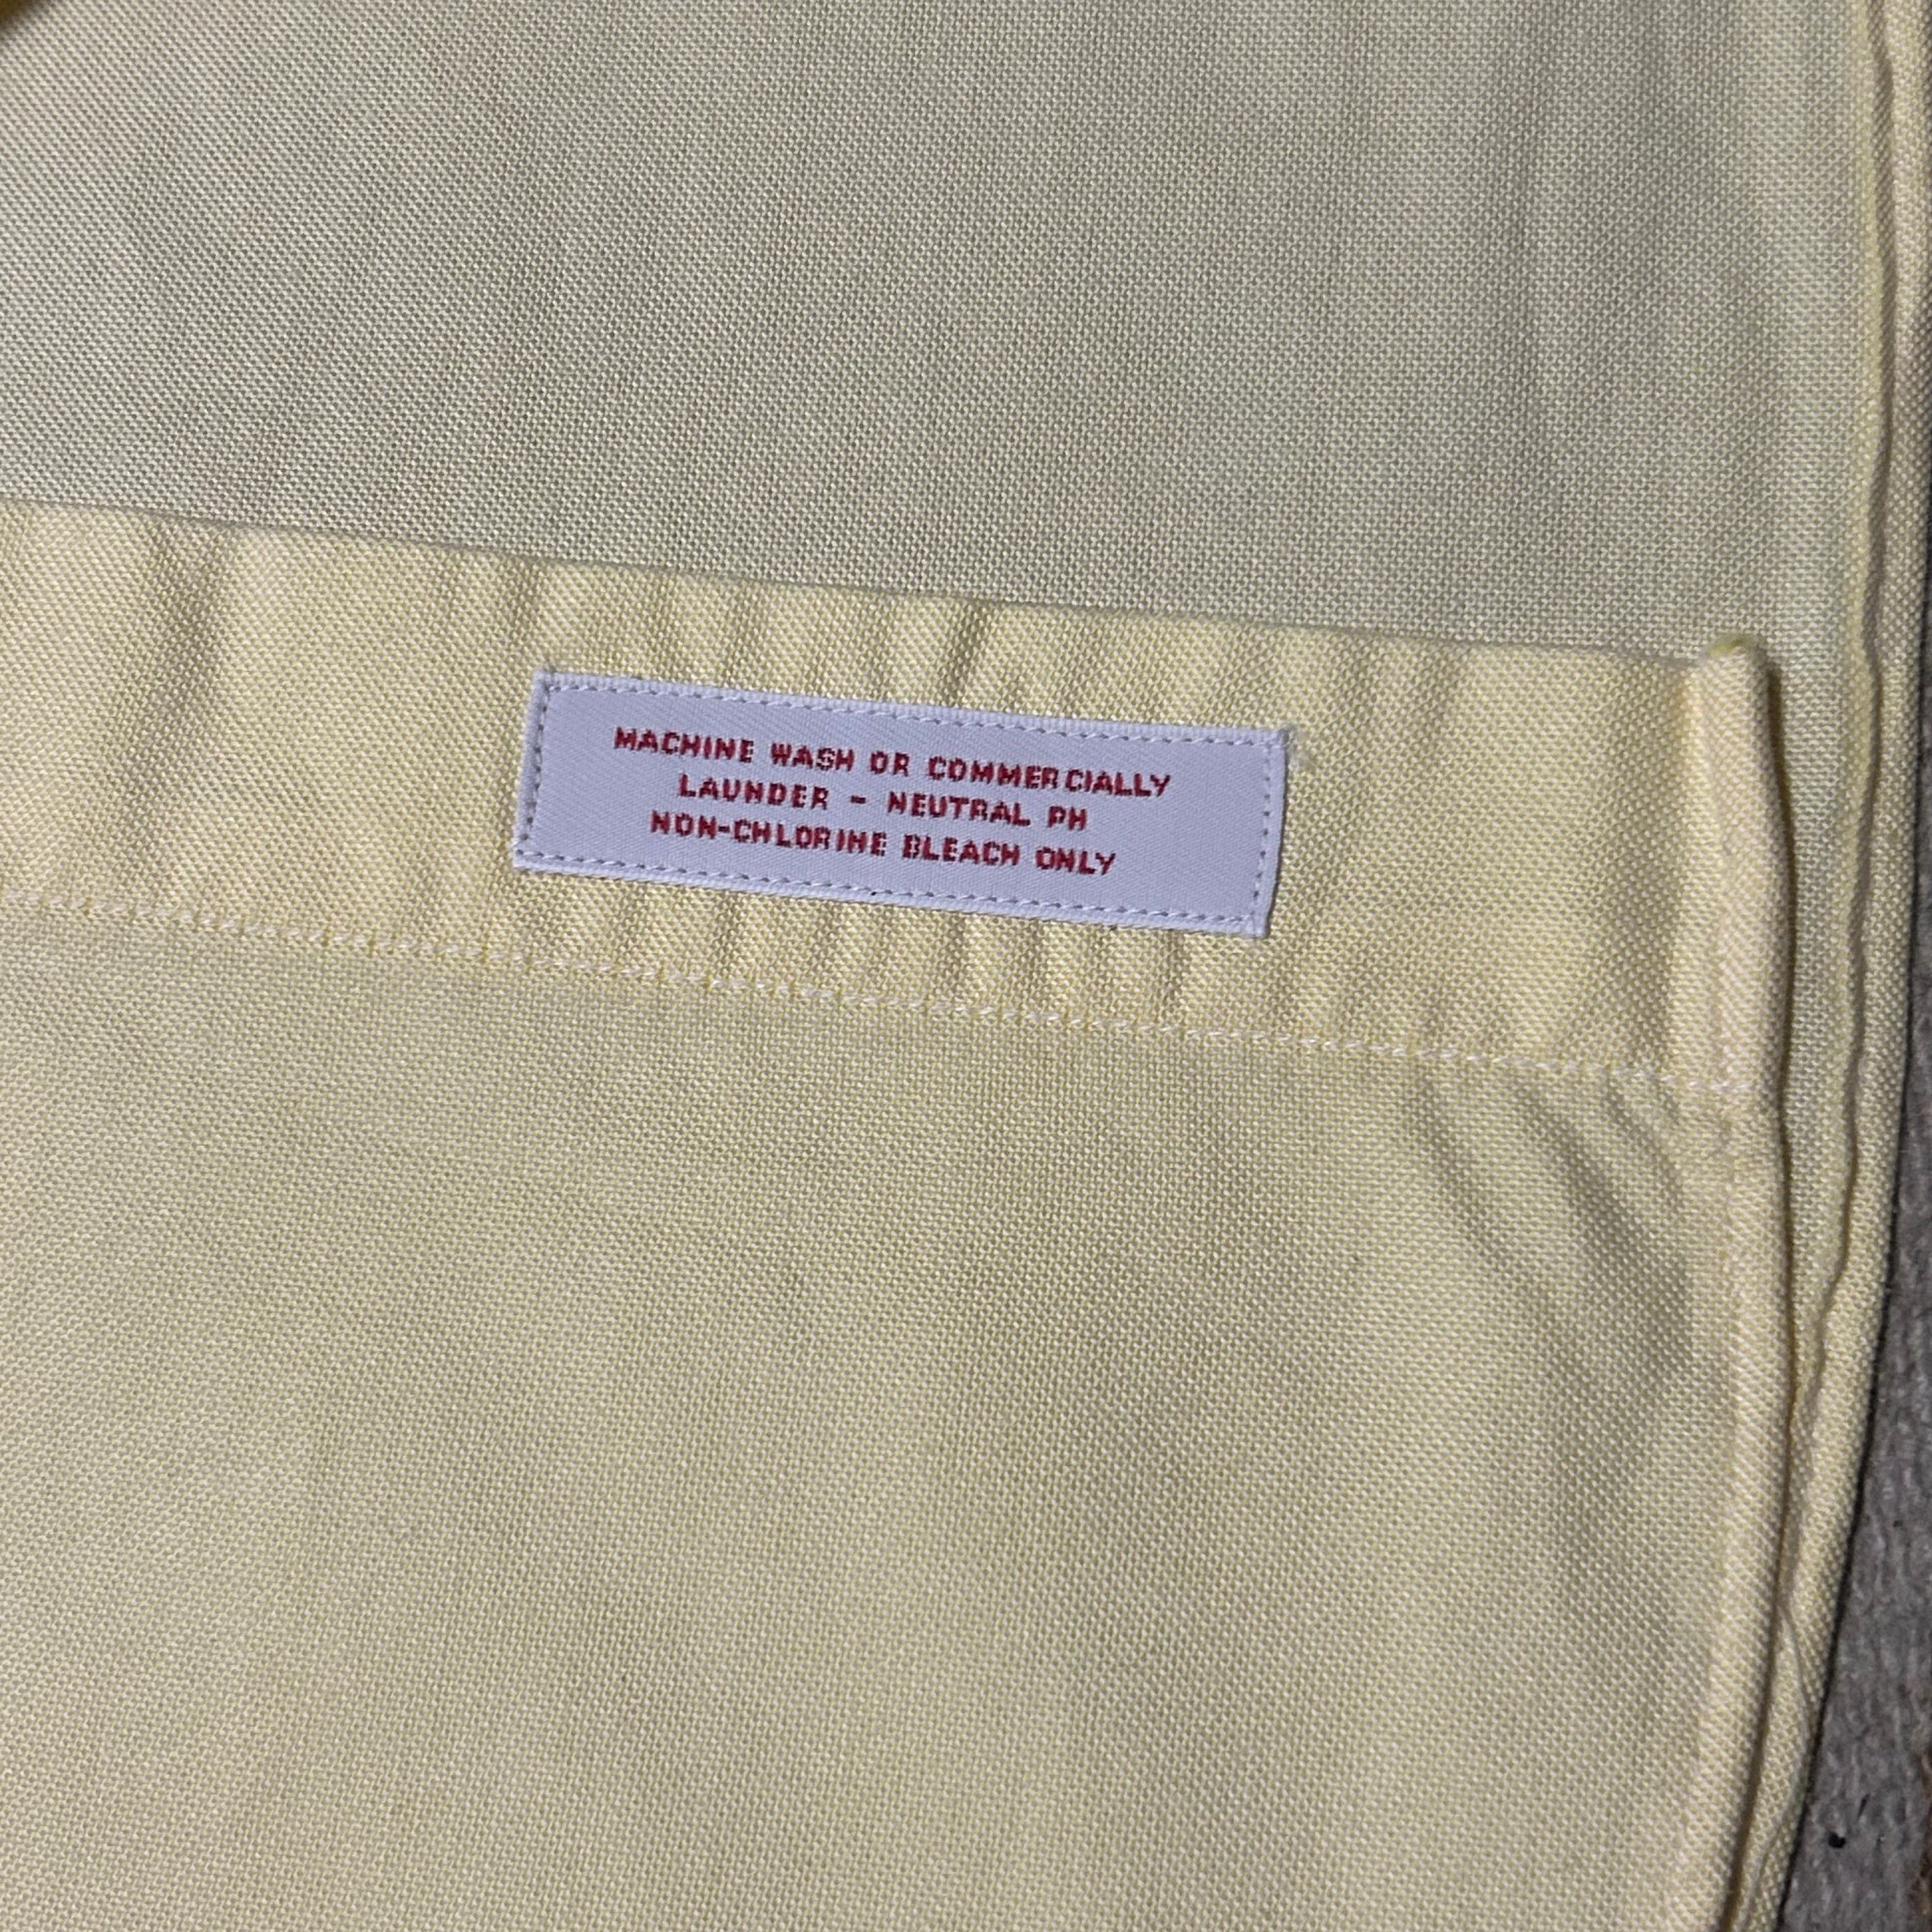 MACHINE WASH OR COMMERCIALLY
LAUNDER - NEUTRAL PH
NON-CHLORINE BLEACH ONLY